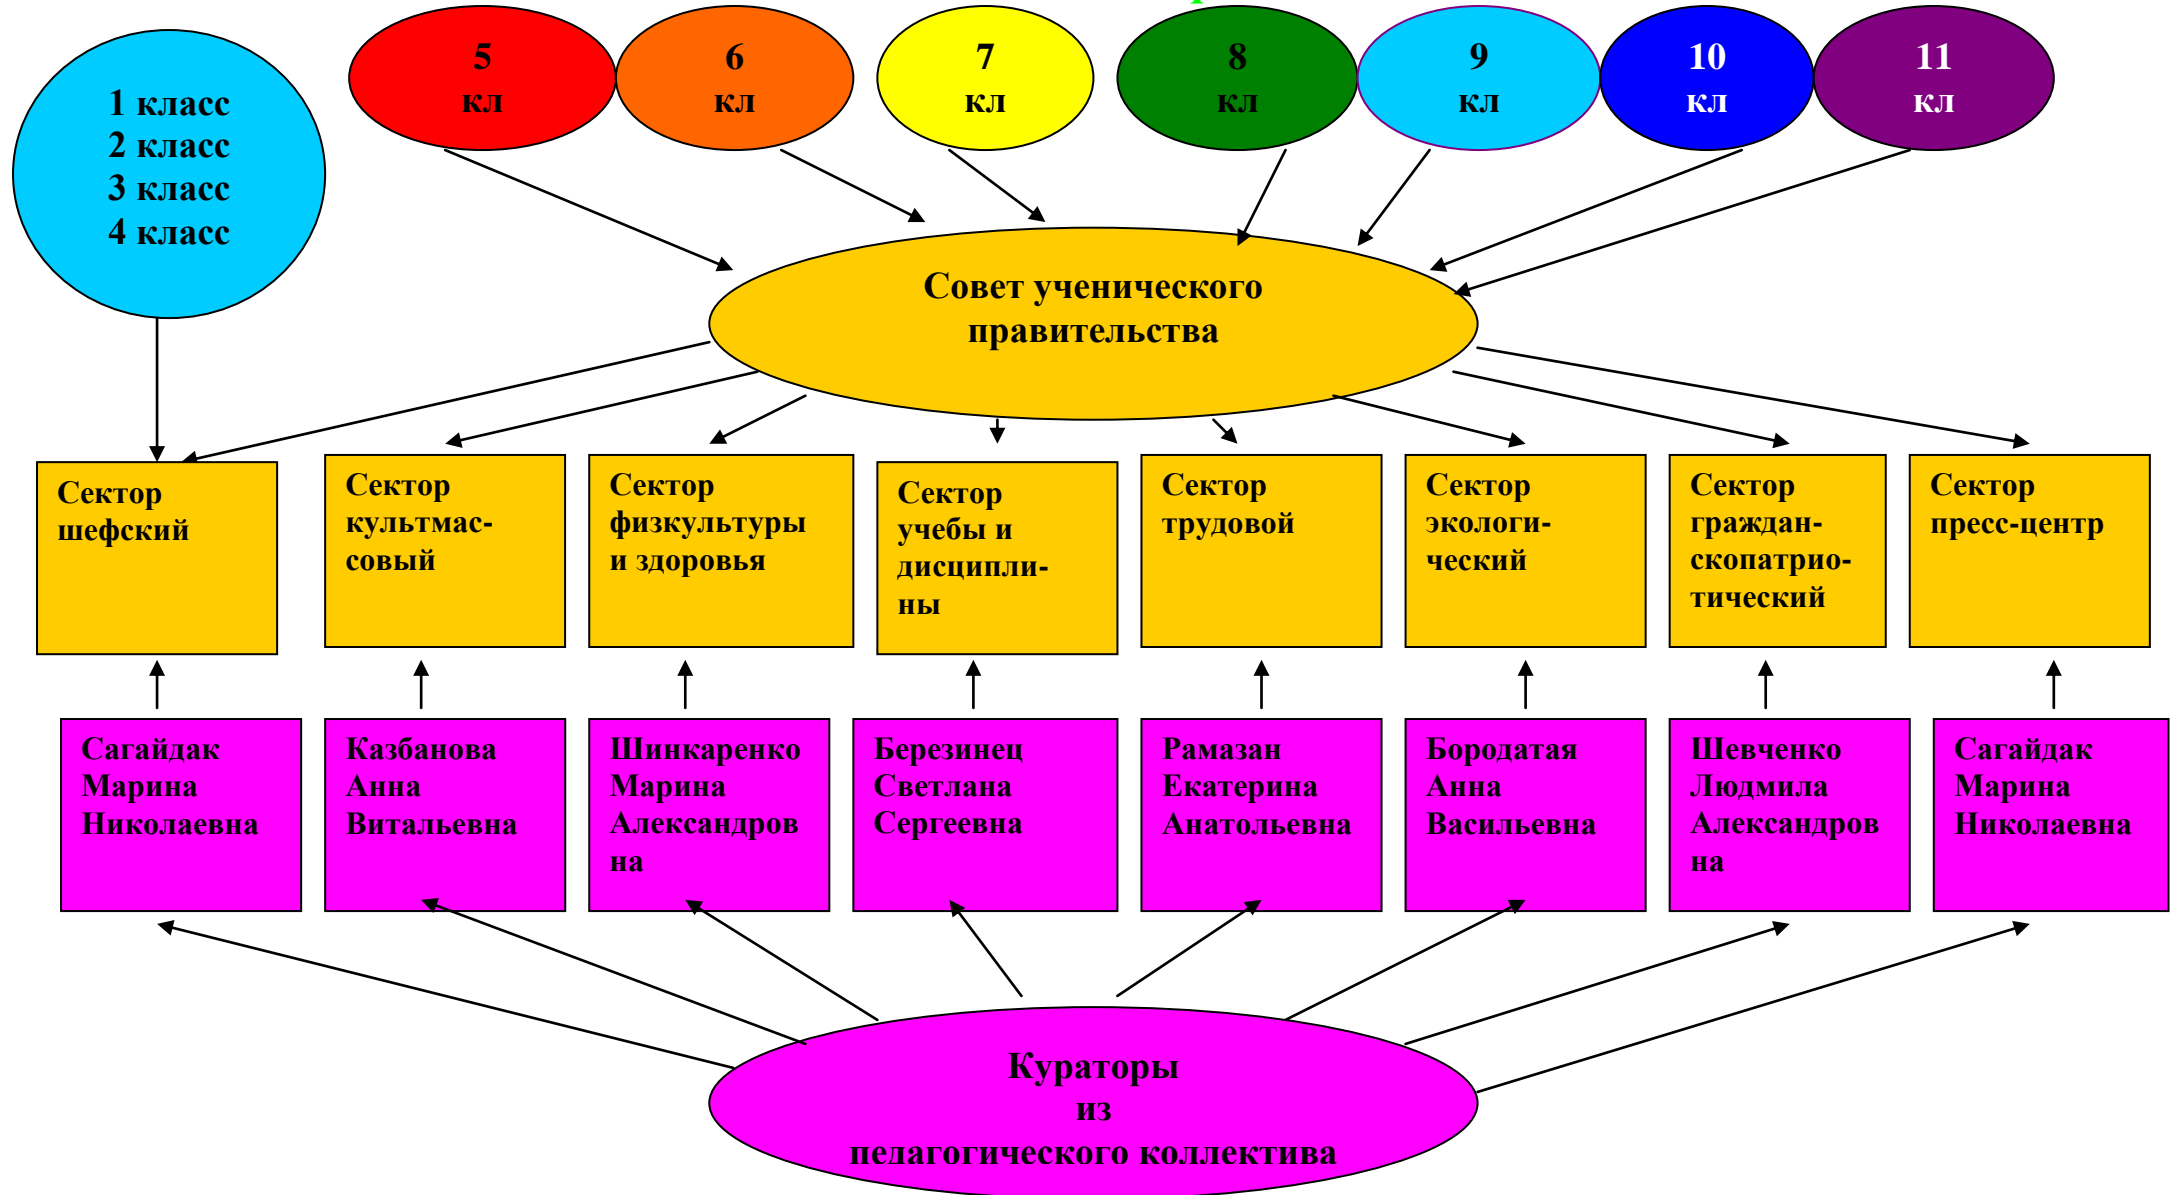 1 класс
2 класс
3 класс
4 класс
5
кл
6
кл
7
кл
8
кл
9
кл
10
кл
11
кл
Совет ученического
правительства
Сектор
шефский
Сектор
культмас-
совый
Сектор
физкультуры
и здоровья
Сектор
учебы и
дисципли-
ны
Сектор
трудовой
Сектор
экологи-
ческий
Сектор
граждан-
скопатрио-
тический
Сектор
пресс-центр
Сагайдак
Марина
Николаевна
Казбанова
Анна
Витальевна
Шинкаренко
Марина
Александров
на
Березинец
Светлана
Сергеевна
Рамазан
Екатерина
Анатольевна
Бородатая
Анна
Васильевна
Шевченко
Людмила
Александров
на
Сагайдак
Марина
Николаевна
Кураторы
из
педагогического коллектива